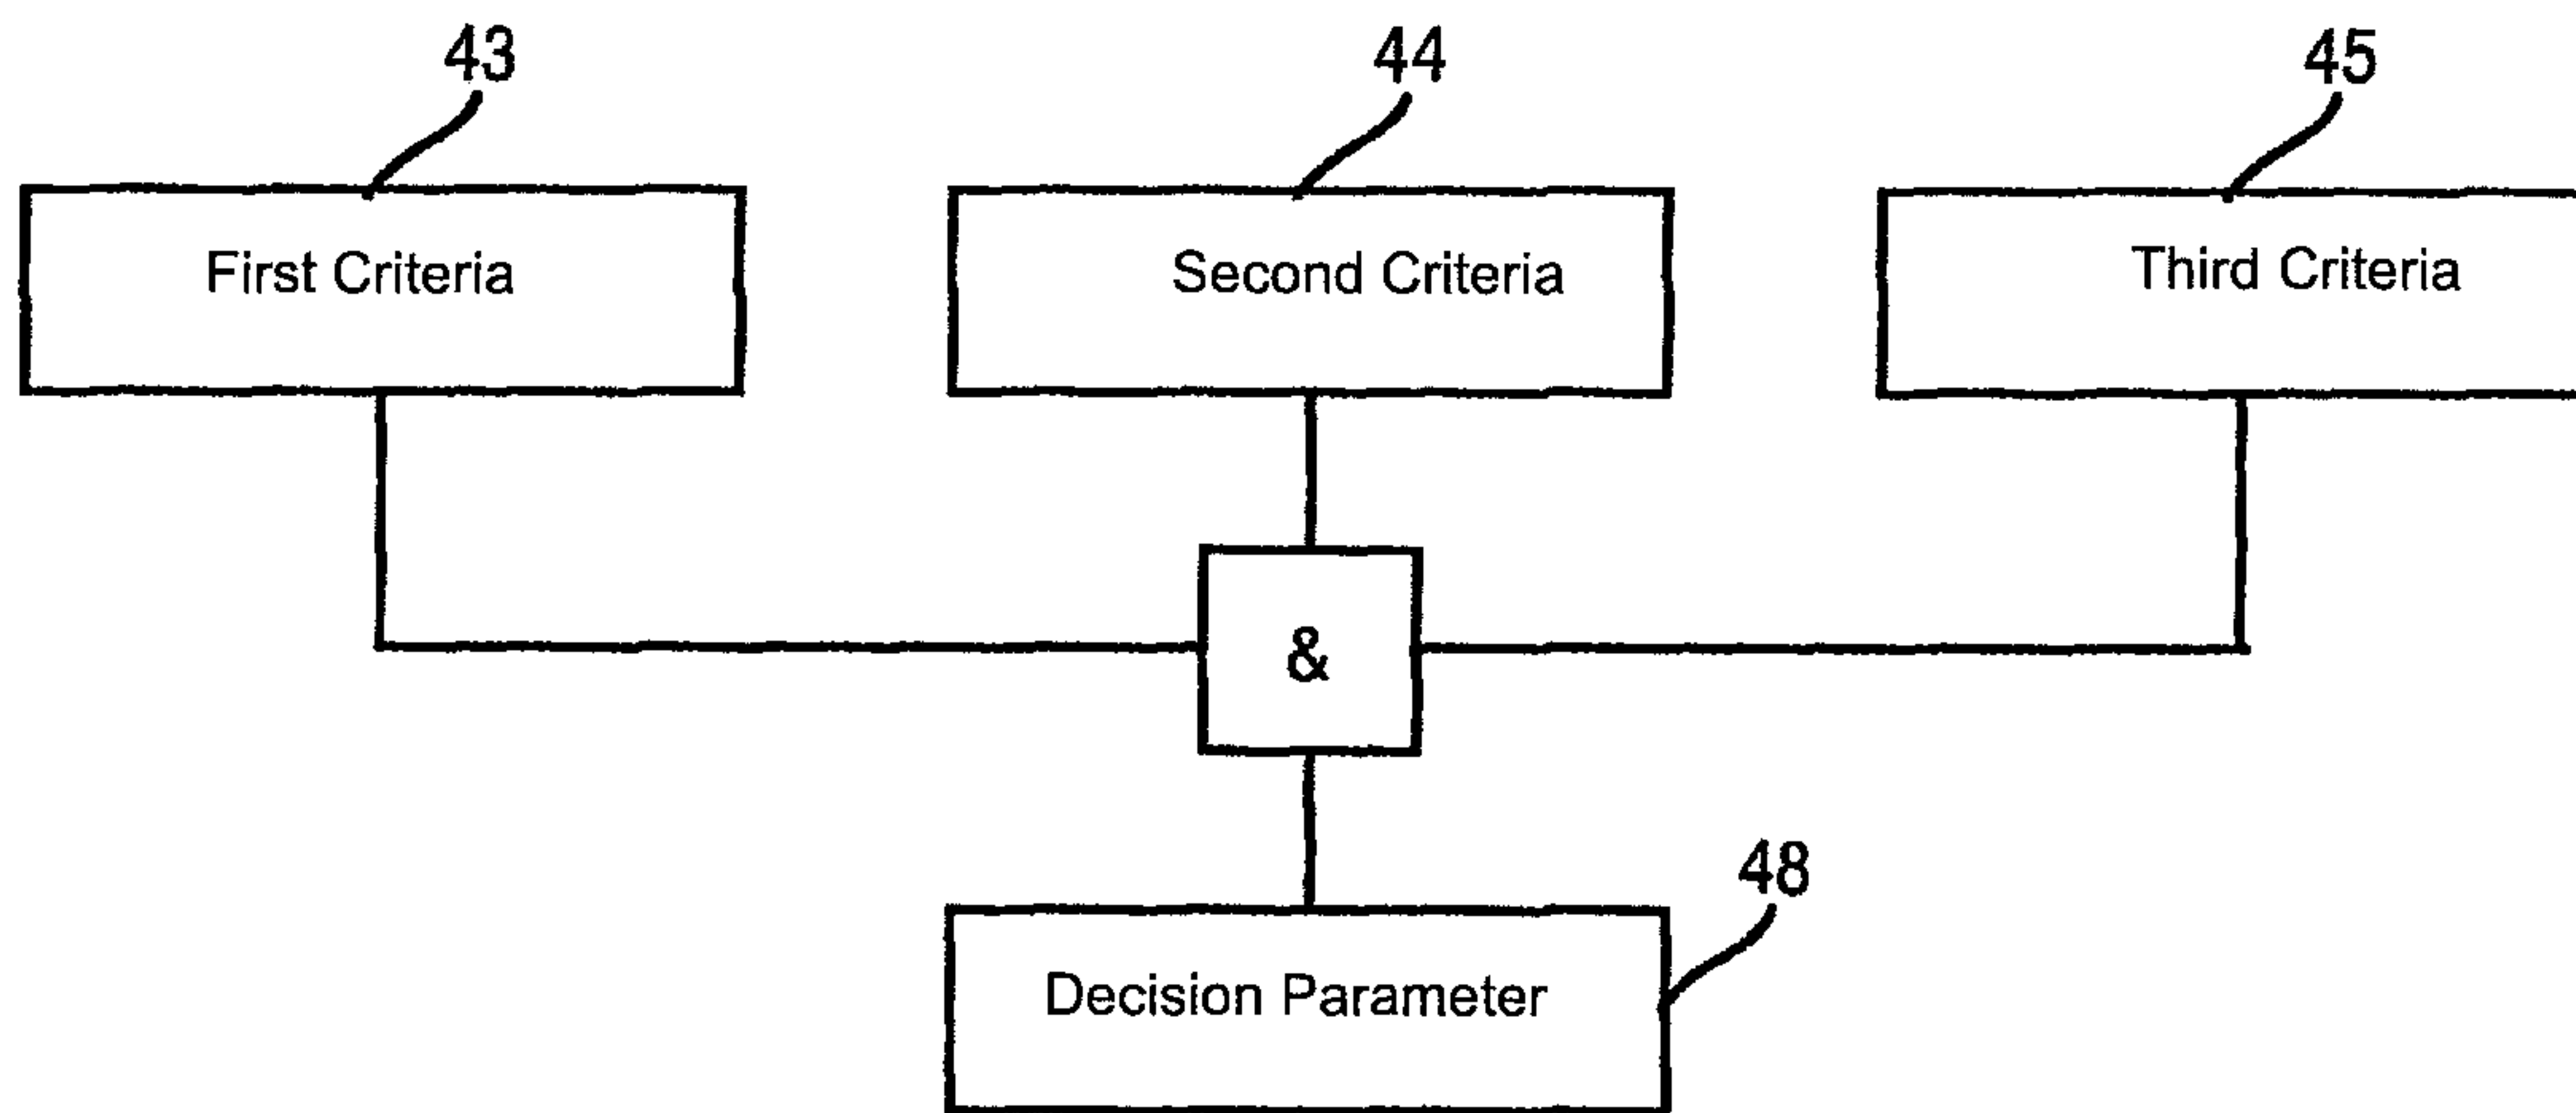 43
44
45
First Criteria
Second Criteria
Third Criteria
&
48
Decision Parameter